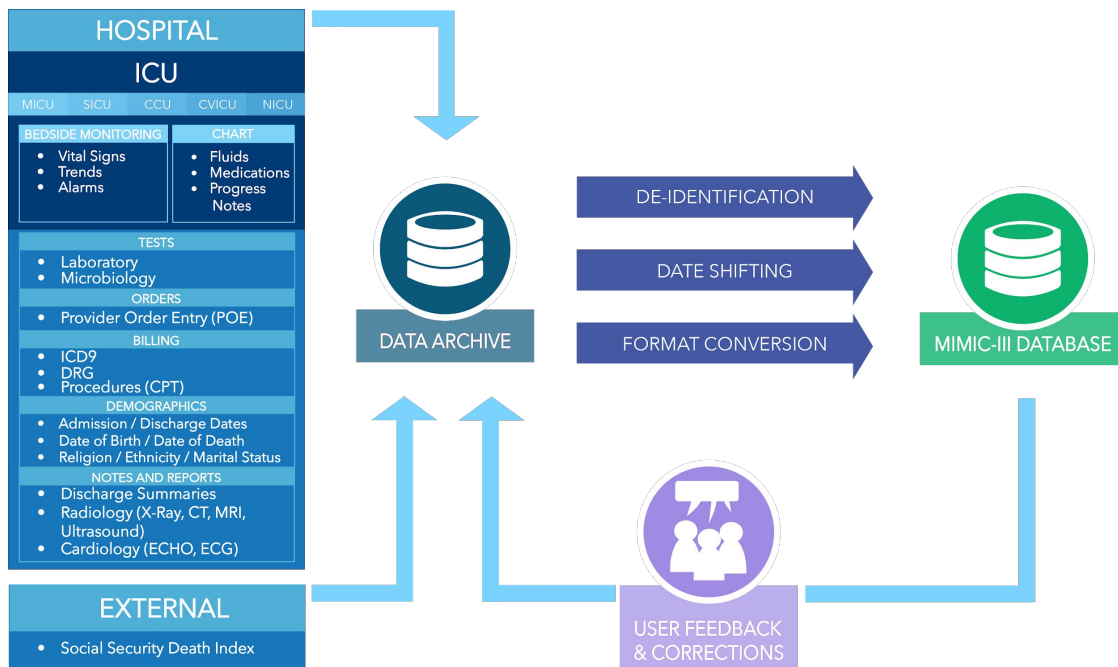 HOSPITAL
ICU
MICU SICU CCU CVICU NICU
BEDSIDE MONITORING
• Vital Signs
• Trends
• Alarms
CHART
• Fluids
• Medications
• Progress
Notes
TESTS
• Laboratory
• Microbiology
ORDERS
• Provider Order Entry (POE)
BILLING
• ICD9
• DRG
• Procedures (CPT)
DEMOGRAPHICS
• Admission / Discharge Dates
• Date of Birth / Date of Death
• Religion / Ethnicity / Marital Status
NOTES AND REPORTS
• Discharge Summaries
• Radiology (X-Ray, CT, MRI,
Ultrasound)
• Cardiology (ECHO, ECG)
EXTERNAL
• Social Security Death Index
DATA ARCHIVE
DE-IDENTIFICATION
DATE SHIFTING
FORMAT CONVERSION
MIMIC-III DATABASE
USER FEEDBACK
& CORRECTIONS